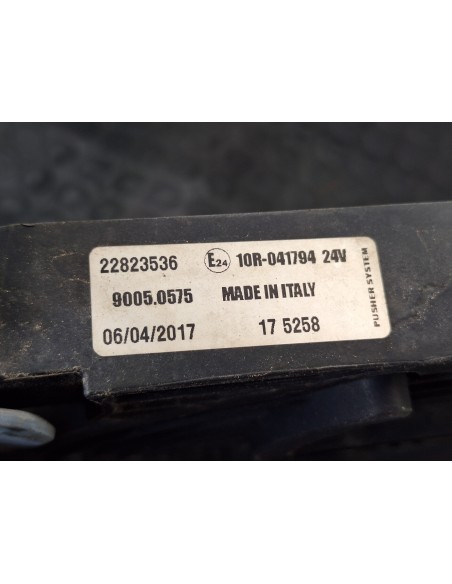 22823536 E24 10R-041794 24V
9005.0575 MADE IN ITALY
06/04/2017 17 5258
PUSHER SYSTEM